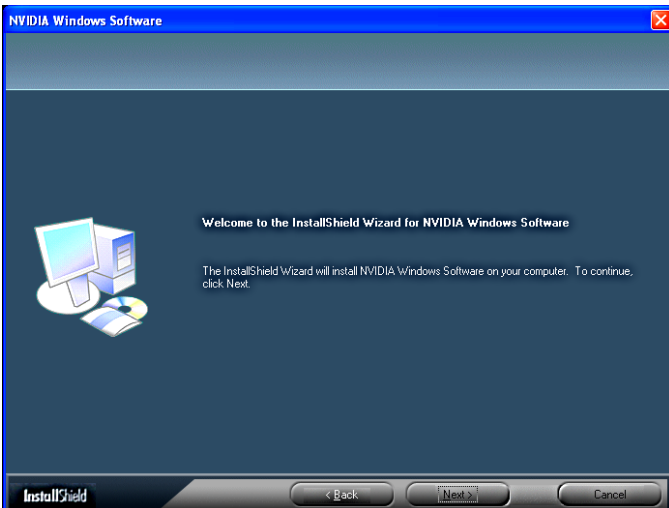 NVIDIA Windows Software
Welcome to the InstallShield Wizard for NVIDIA Windows Software
The InstallShield Wizard will install NVIDIA Windows Software on your computer. To continue,
click Next.
InstallShield
< Back
Next >
Cancel